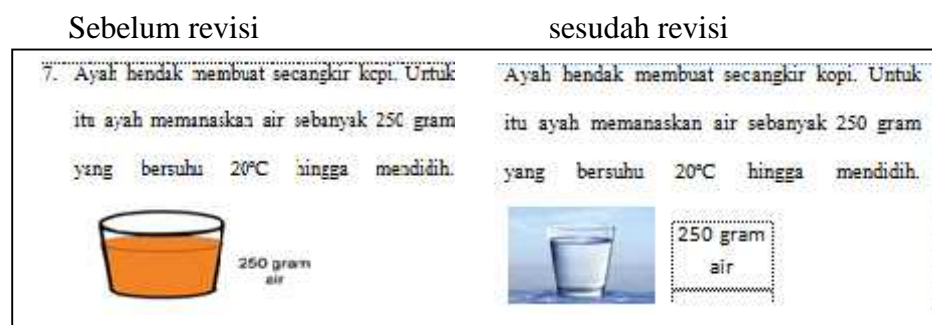 Sebelum revisi
sesudah revisi
7. Ayah hendak membuat secangkir kopi. Untuk
itu ayah memanaskan air sebanyak 250 gram
yang bersuhu 20°C hingga mendidih.
250 gram
air
Ayah hendak membuat secangkir kopi. Untuk
itu ayah memanaskan air sebanyak 250 gram
yang bersuhu 20°C hingga mendidih.
250 gram
air